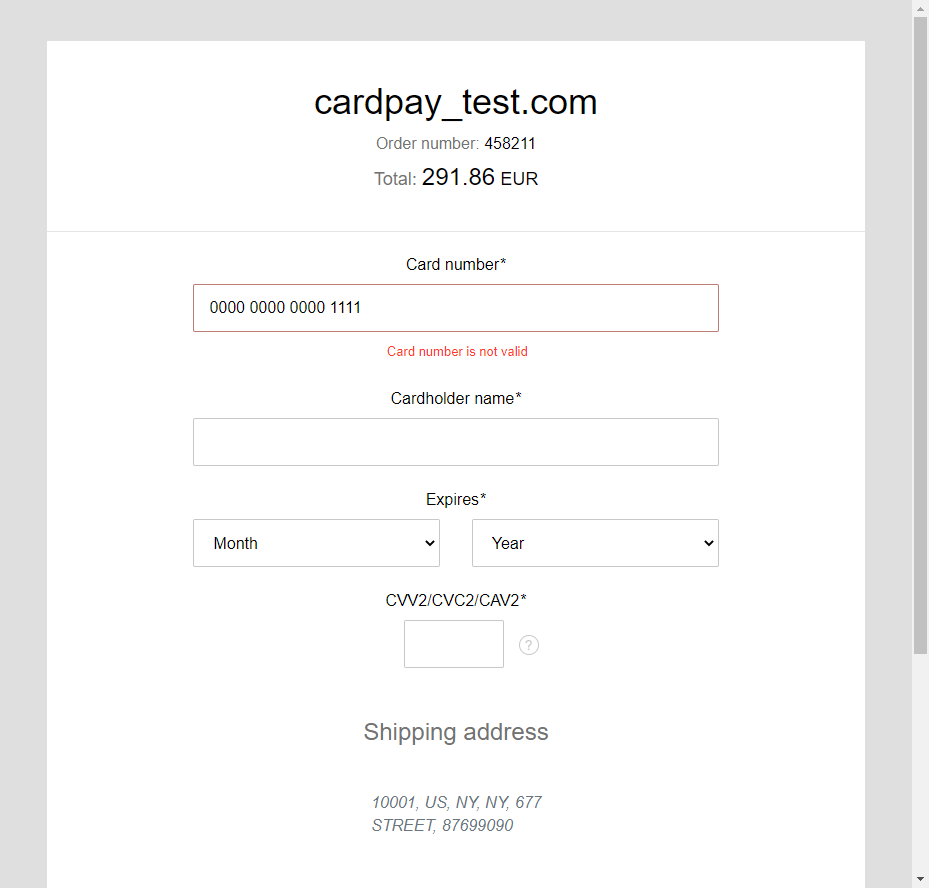 cardpay_test.com
Order number: 458211
Total: 291.86 EUR
Card number*
0000 0000 0000 1111
Card number is not valid
Cardholder name*
Expires*
Month Year
CVV2/CVC2/CAV2*
?
Shipping address
10001, US, NY, NY, 677
STREET, 87699090